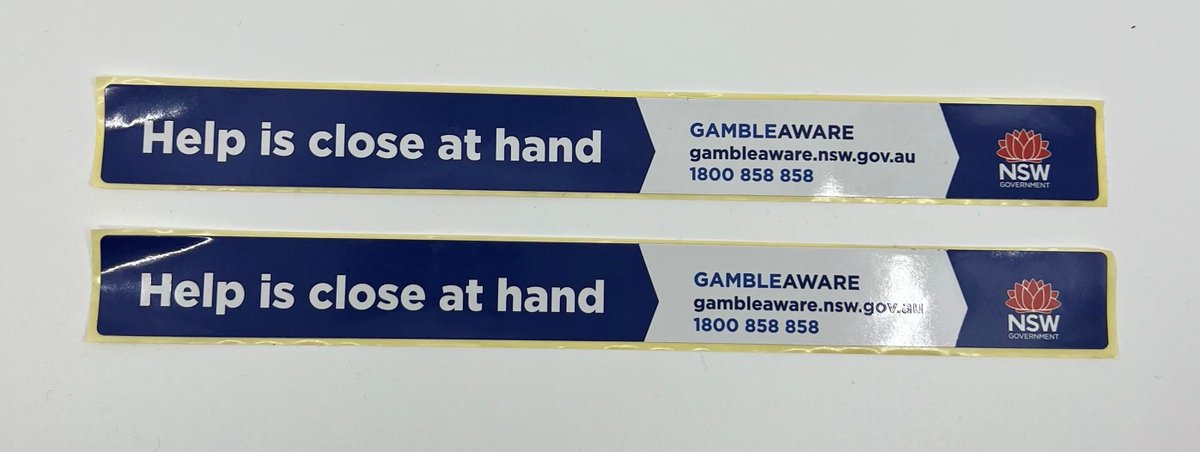 Help is close at hand
GAMBLEAWARE
gambleaware.nsw.gov.au
1800 858 858
NSW
GOVERNMENT
Help is close at hand
GAMBLEAWARE
gambleaware.nsw.gov.au
1800 858 858
NSW
GOVERNMENT